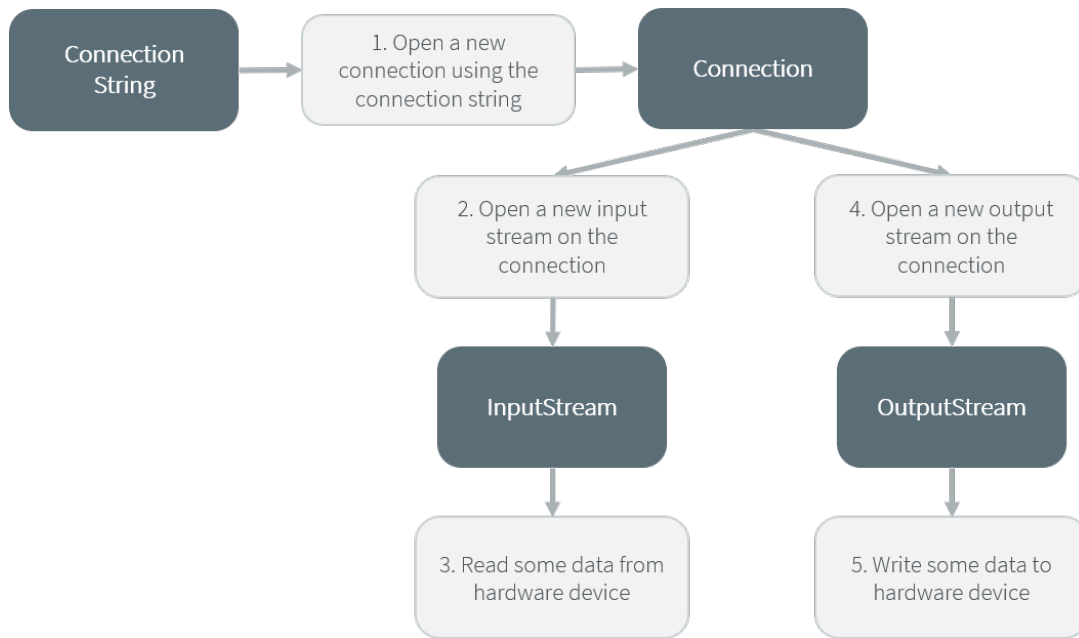 Connection
String
1. Open a new
connection using the
connection string
Connection
2. Open a new input
stream on the
connection
4. Open a new output
stream on the
connection
InputStream
OutputStream
3. Read some data from
hardware device
5. Write some data to
hardware device